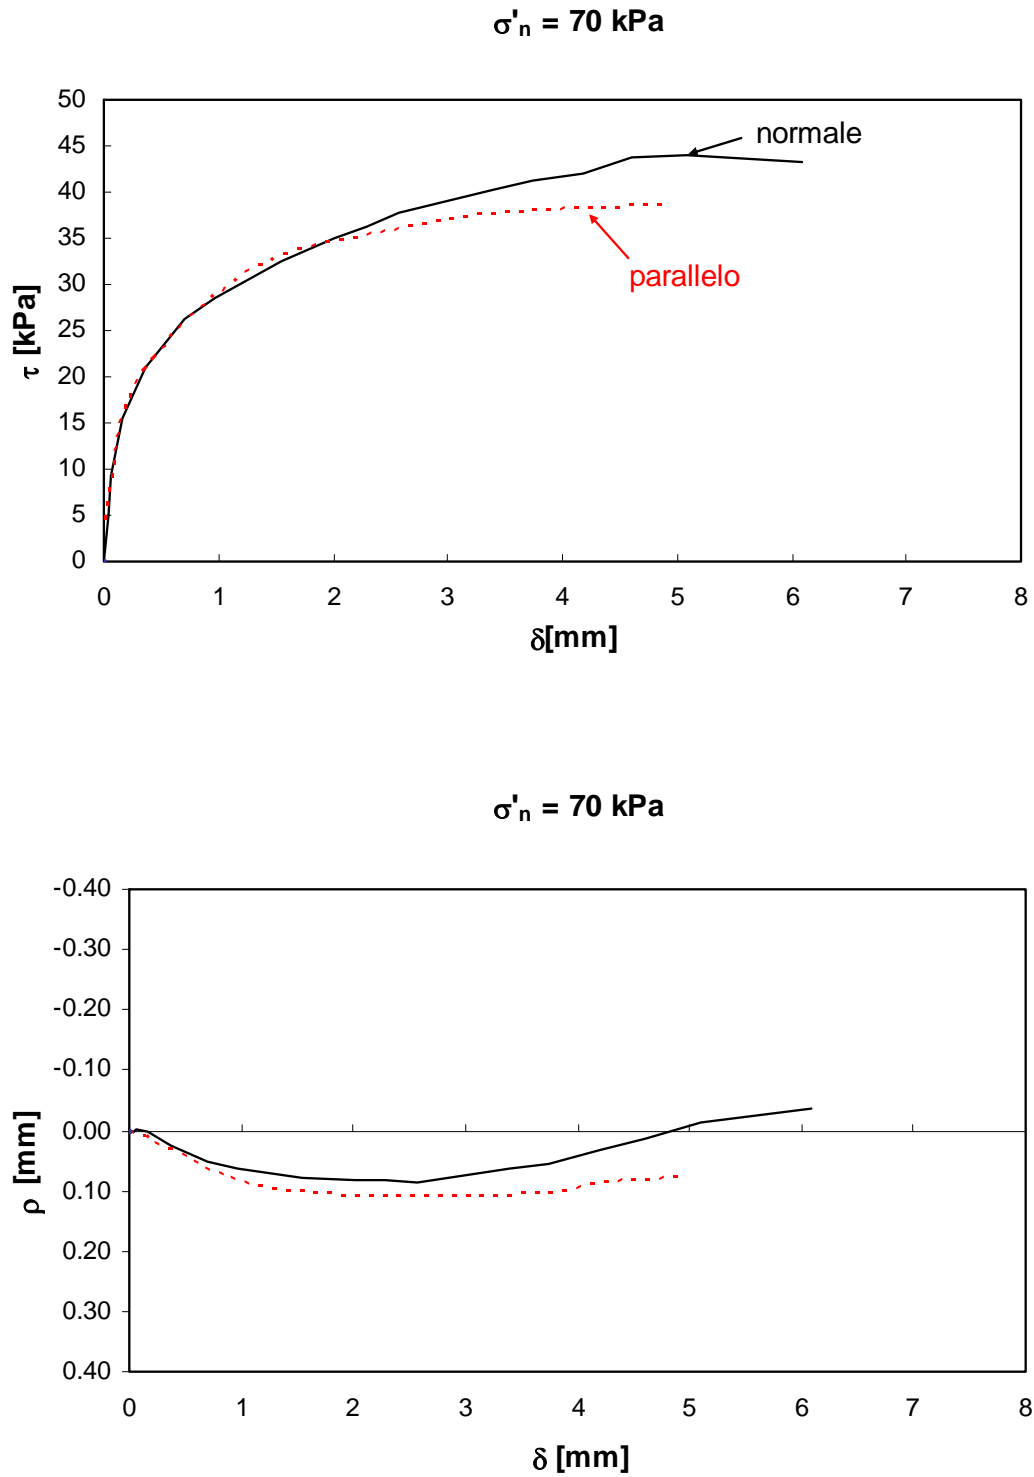 σ'n = 70 kPa
50
45
40
35
30
25
20
15
10
5
0
τ [kPa]
normale
parallelo
0 1 2 3 4 5 6 7 8
δ[mm]
σ'n = 70 kPa
-0.40
-0.30
-0.20
-0.10
0.00
0.10
0.20
0.30
0.40
ρ [mm]
0 1 2 3 4 5 6 7 8
δ [mm]